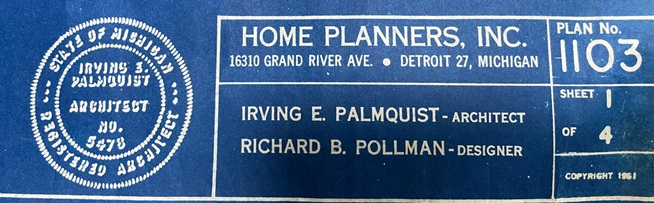 STATE OF MICHIGAN
IRVING E.
PALMQUIST
ARCHITECT
NO.
5478
REGISTERED ARCHITECT
HOME PLANNERS, INC.
16310 GRAND RIVER AVE. • DETROIT 27, MICHIGAN
IRVING E. PALMQUIST - ARCHITECT
RICHARD B. POLLMAN - DESIGNER
PLAN No.
1103
SHEET 1
OF 4
COPYRIGHT 1961